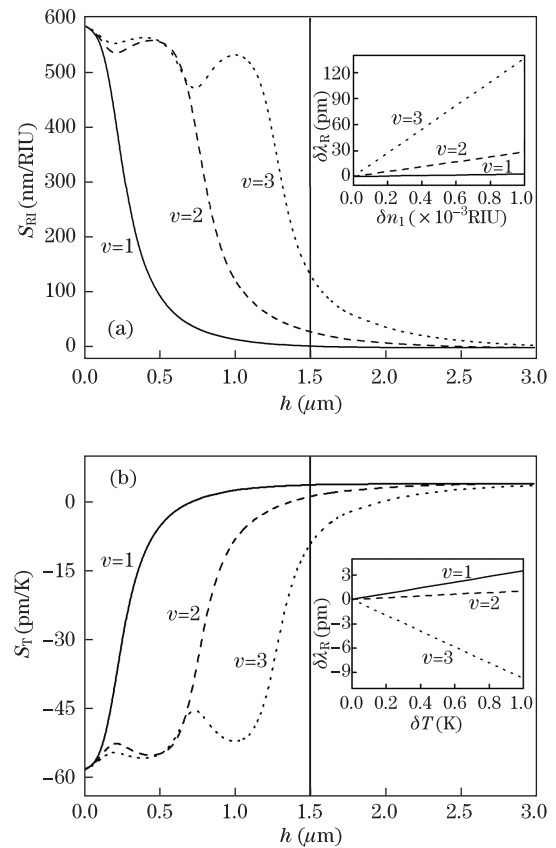 600
500
400
300
200
100
0
S_RI (nm/RIU)
v=1
v=2
v=3
(a)
120
90
60
30
0
δλ_R (pm)
v=3
v=2
v=1
0.0 0.2 0.4 0.6 0.8 1.0
δn₁ (×10⁻³RIU)
0.0 0.5 1.0 1.5 2.0 2.5 3.0
h (μm)
(b)
0
−15
−30
−45
−60
S_T (pm/K)
v=1
v=2
v=3
3
0
−3
−6
−9
δλ_R (pm)
v=1
v=2
v=3
0.0 0.2 0.4 0.6 0.8 1.0
δT (K)
0.0 0.5 1.0 1.5 2.0 2.5 3.0
h (μm)